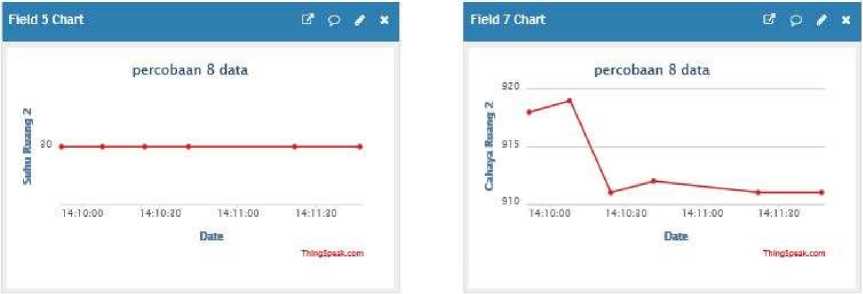 Field 5 Chart
percobaan 8 data
Suhu Ruang 2
30
14:10:00 14:10:30 14:11:00 14:11:30
Date
ThingSpeak.com
Field 7 Chart
percobaan 8 data
Cahaya Ruang 2
920
915
910
14:10:00 14:10:30 14:11:00 14:11:30
Date
ThingSpeak.com